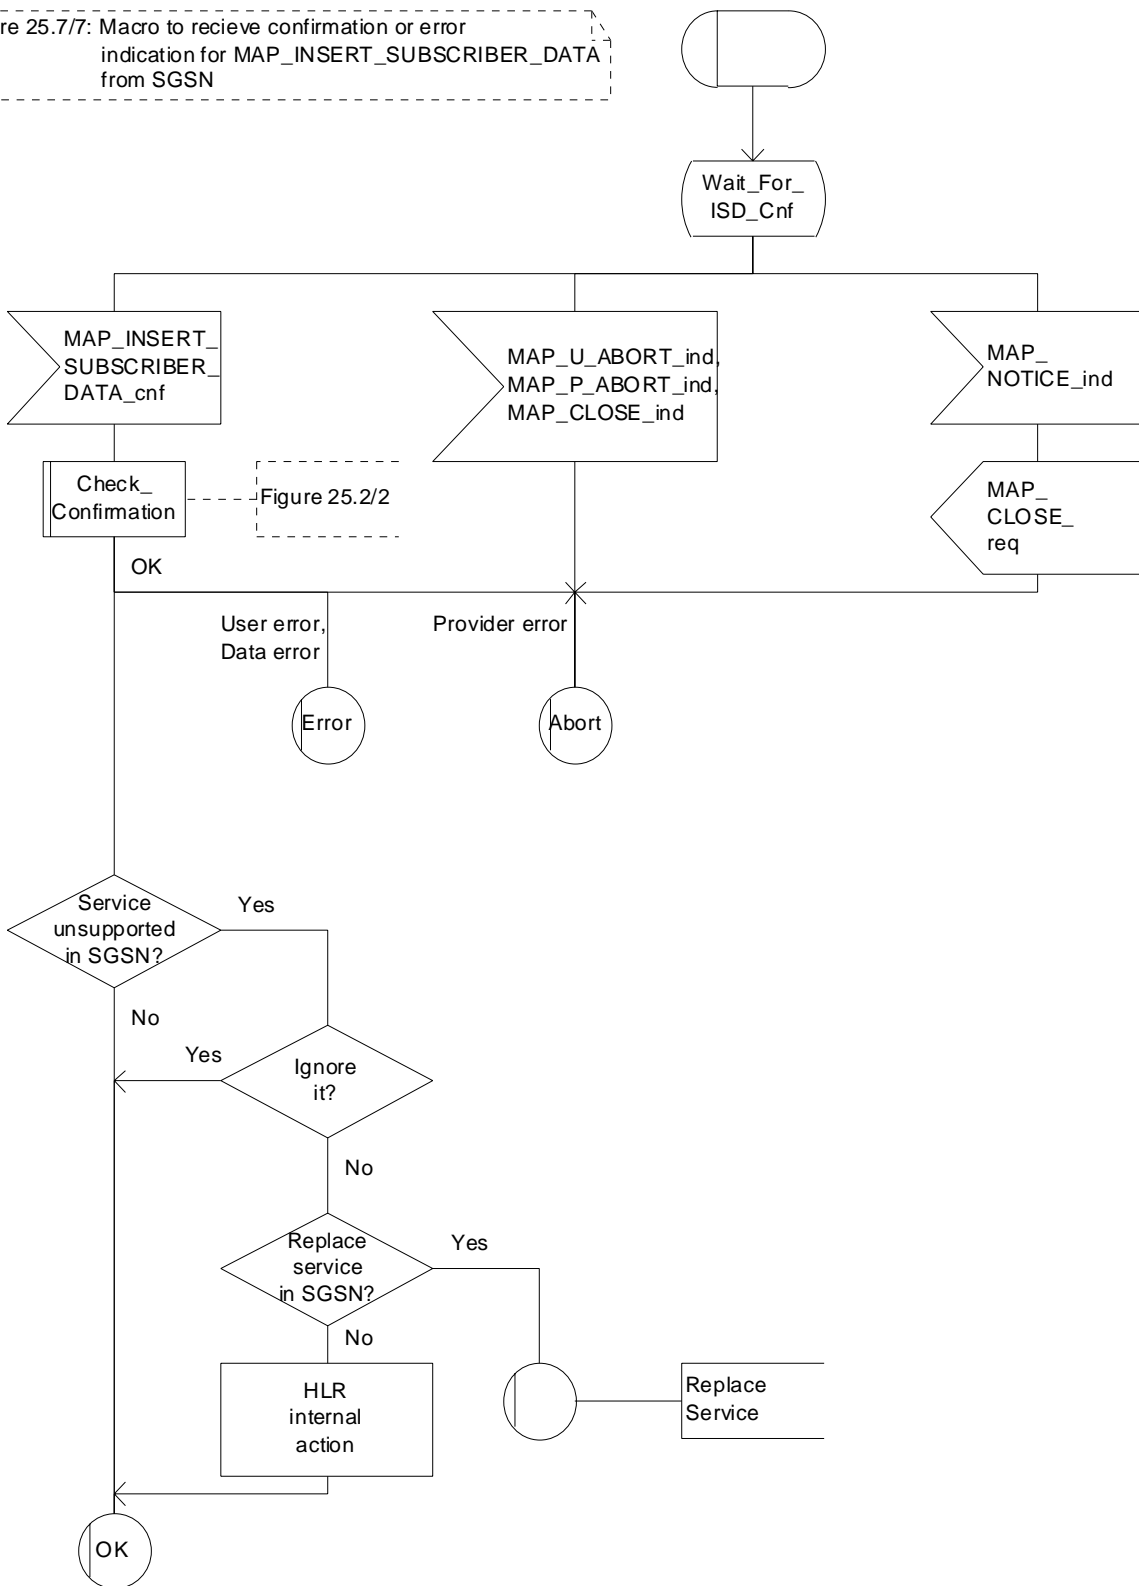 re 25.7/7: Macro to recieve confirmation or error
indication for MAP_INSERT_SUBSCRIBER_DATA
from SGSN
Wait_For_
ISD_Cnf
MAP_INSERT_
SUBSCRIBER_
DATA_cnf
MAP_U_ABORT_ind,
MAP_P_ABORT_ind,
MAP_CLOSE_ind
MAP_
NOTICE_ind
Check_
Confirmation
Figure 25.2/2
MAP_
CLOSE_
req
OK
User error,
Data error
Provider error
Error
Abort
Service
unsupported
in SGSN?
Yes
No
Yes
Ignore
it?
No
Replace
service
in SGSN?
Yes
No
HLR
internal
action
Replace
Service
OK